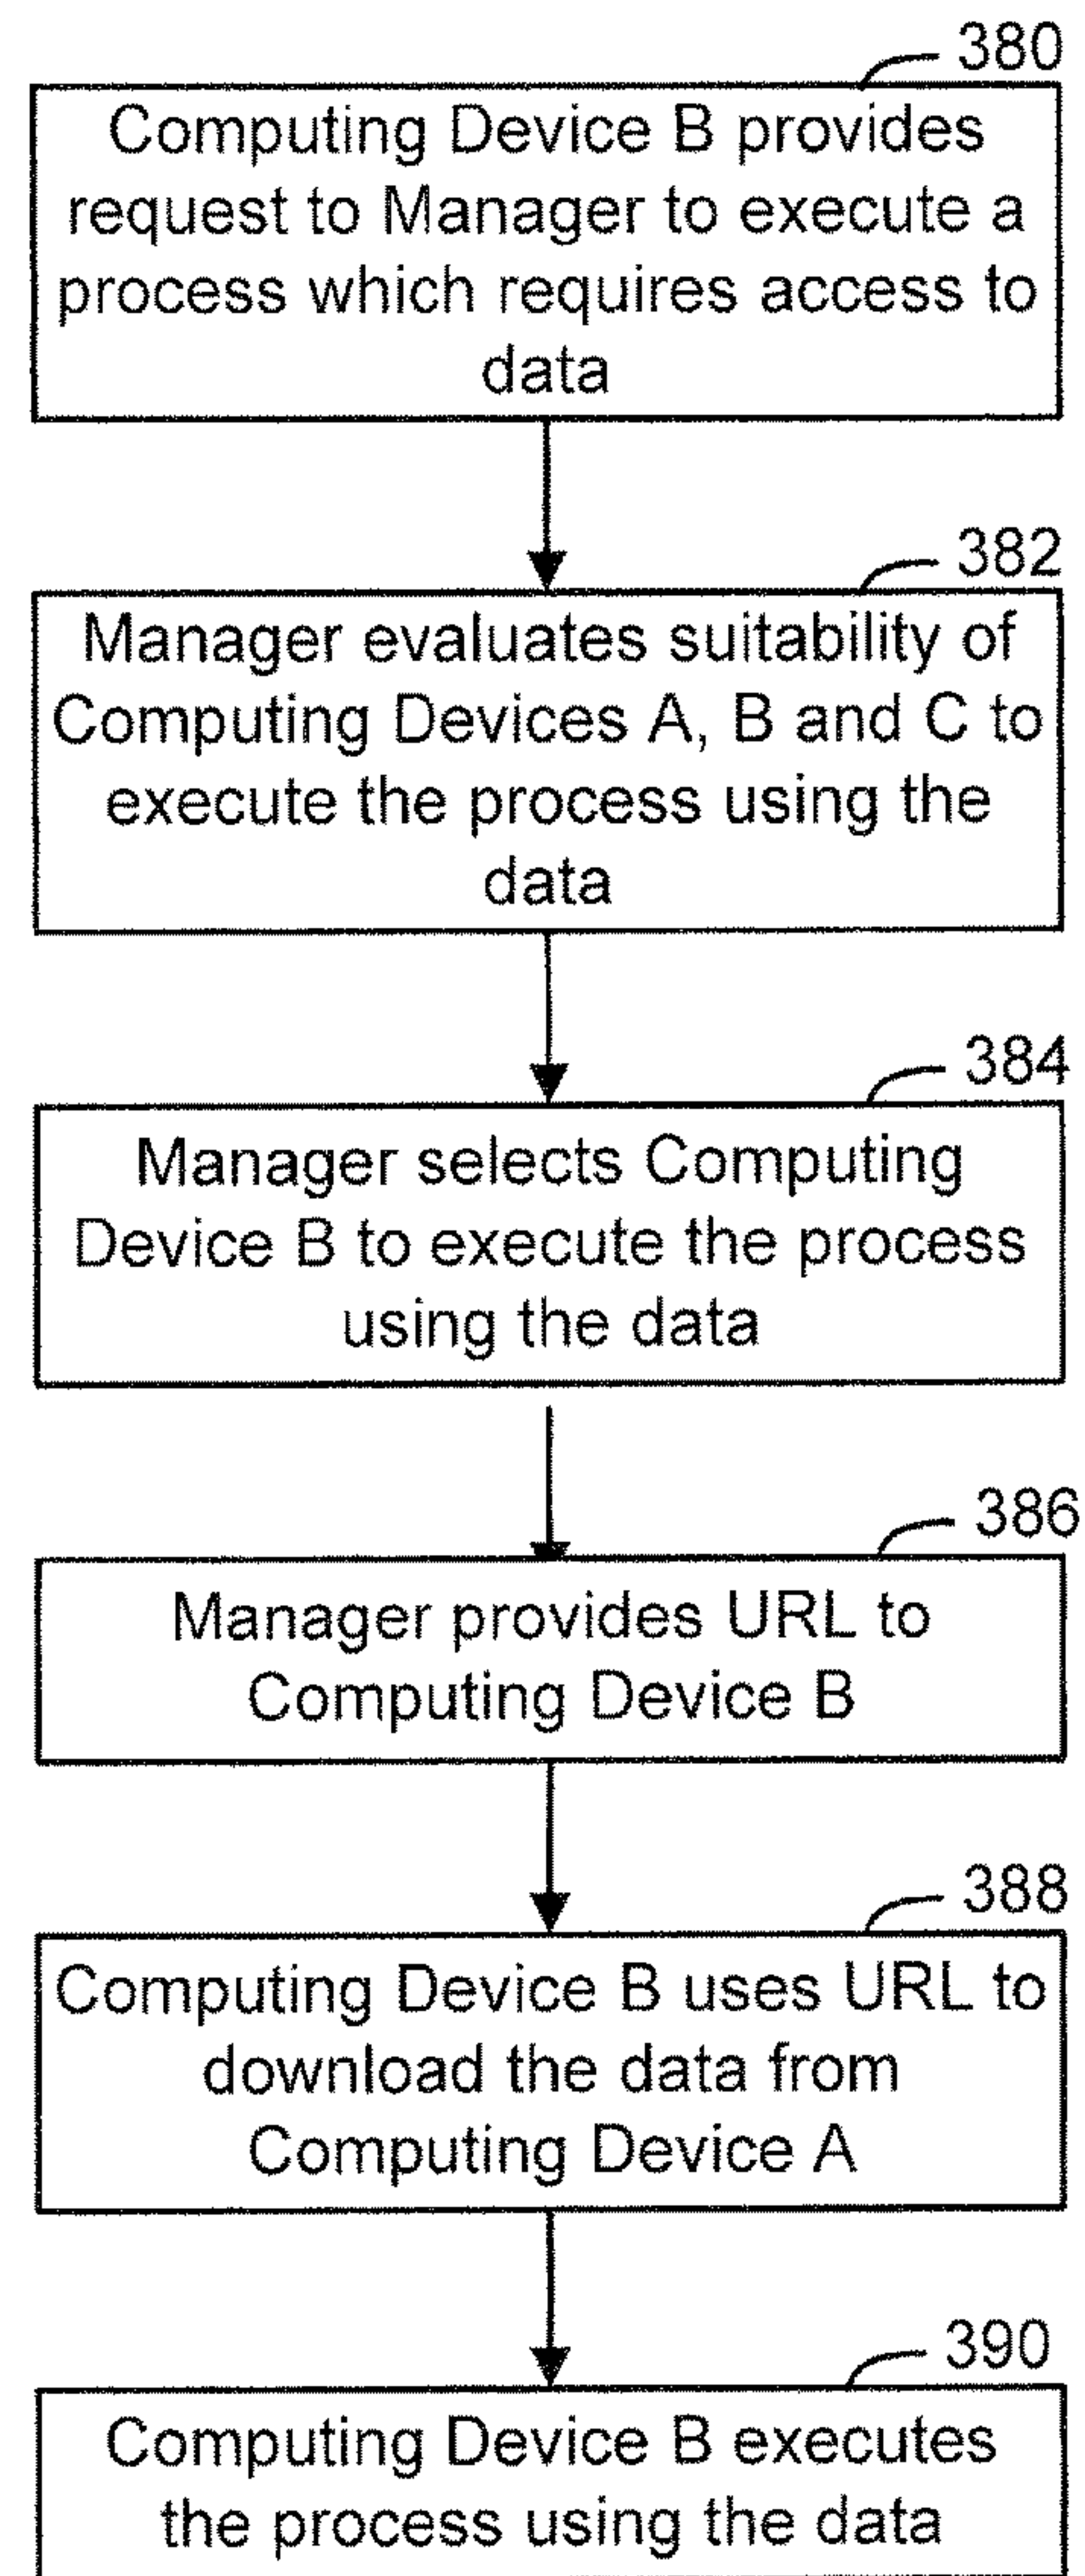 380
Computing Device B provides
request to Manager to execute a
process which requires access to
data
382
Manager evaluates suitability of
Computing Devices A, B and C to
execute the process using the
data
384
Manager selects Computing
Device B to execute the process
using the data
386
Manager provides URL to
Computing Device B
388
Computing Device B uses URL to
download the data from
Computing Device A
390
Computing Device B executes
the process using the data